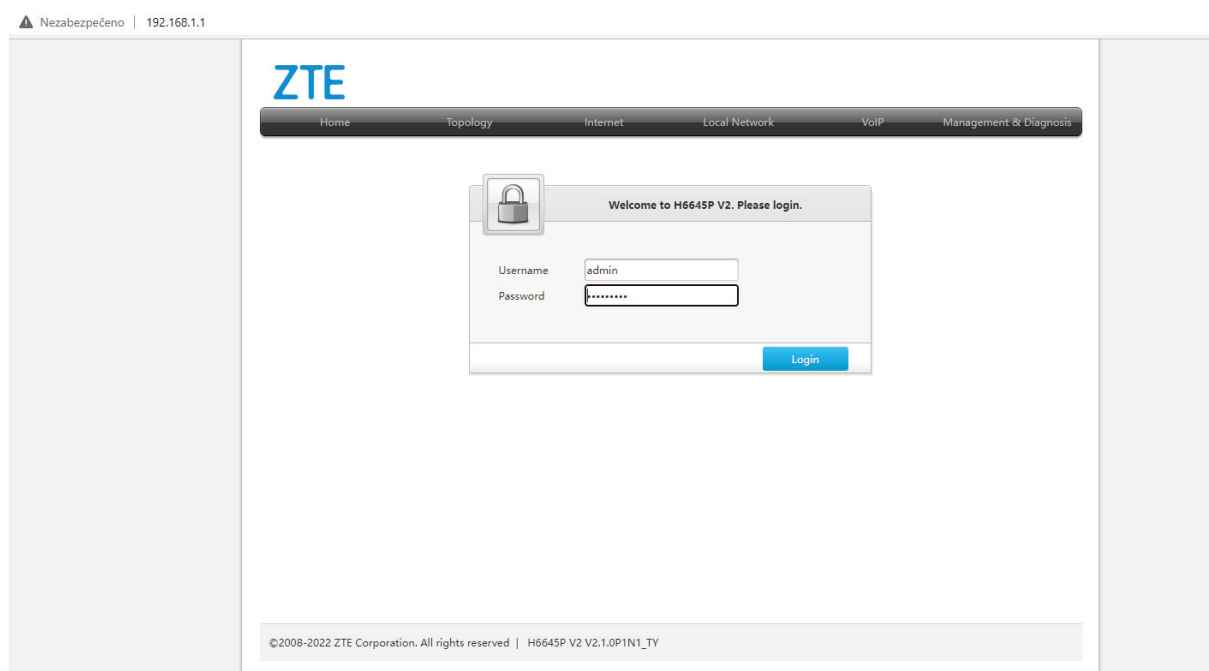 Nezabezpečeno | 192.168.1.1
ZTE
Home Topology Internet Local Network VoIP Management & Diagnosis
Welcome to H6645P V2. Please login.
Username admin
Password •••••••••
Login
©2008-2022 ZTE Corporation. All rights reserved | H6645P V2 V2.1.0P1N1_TY